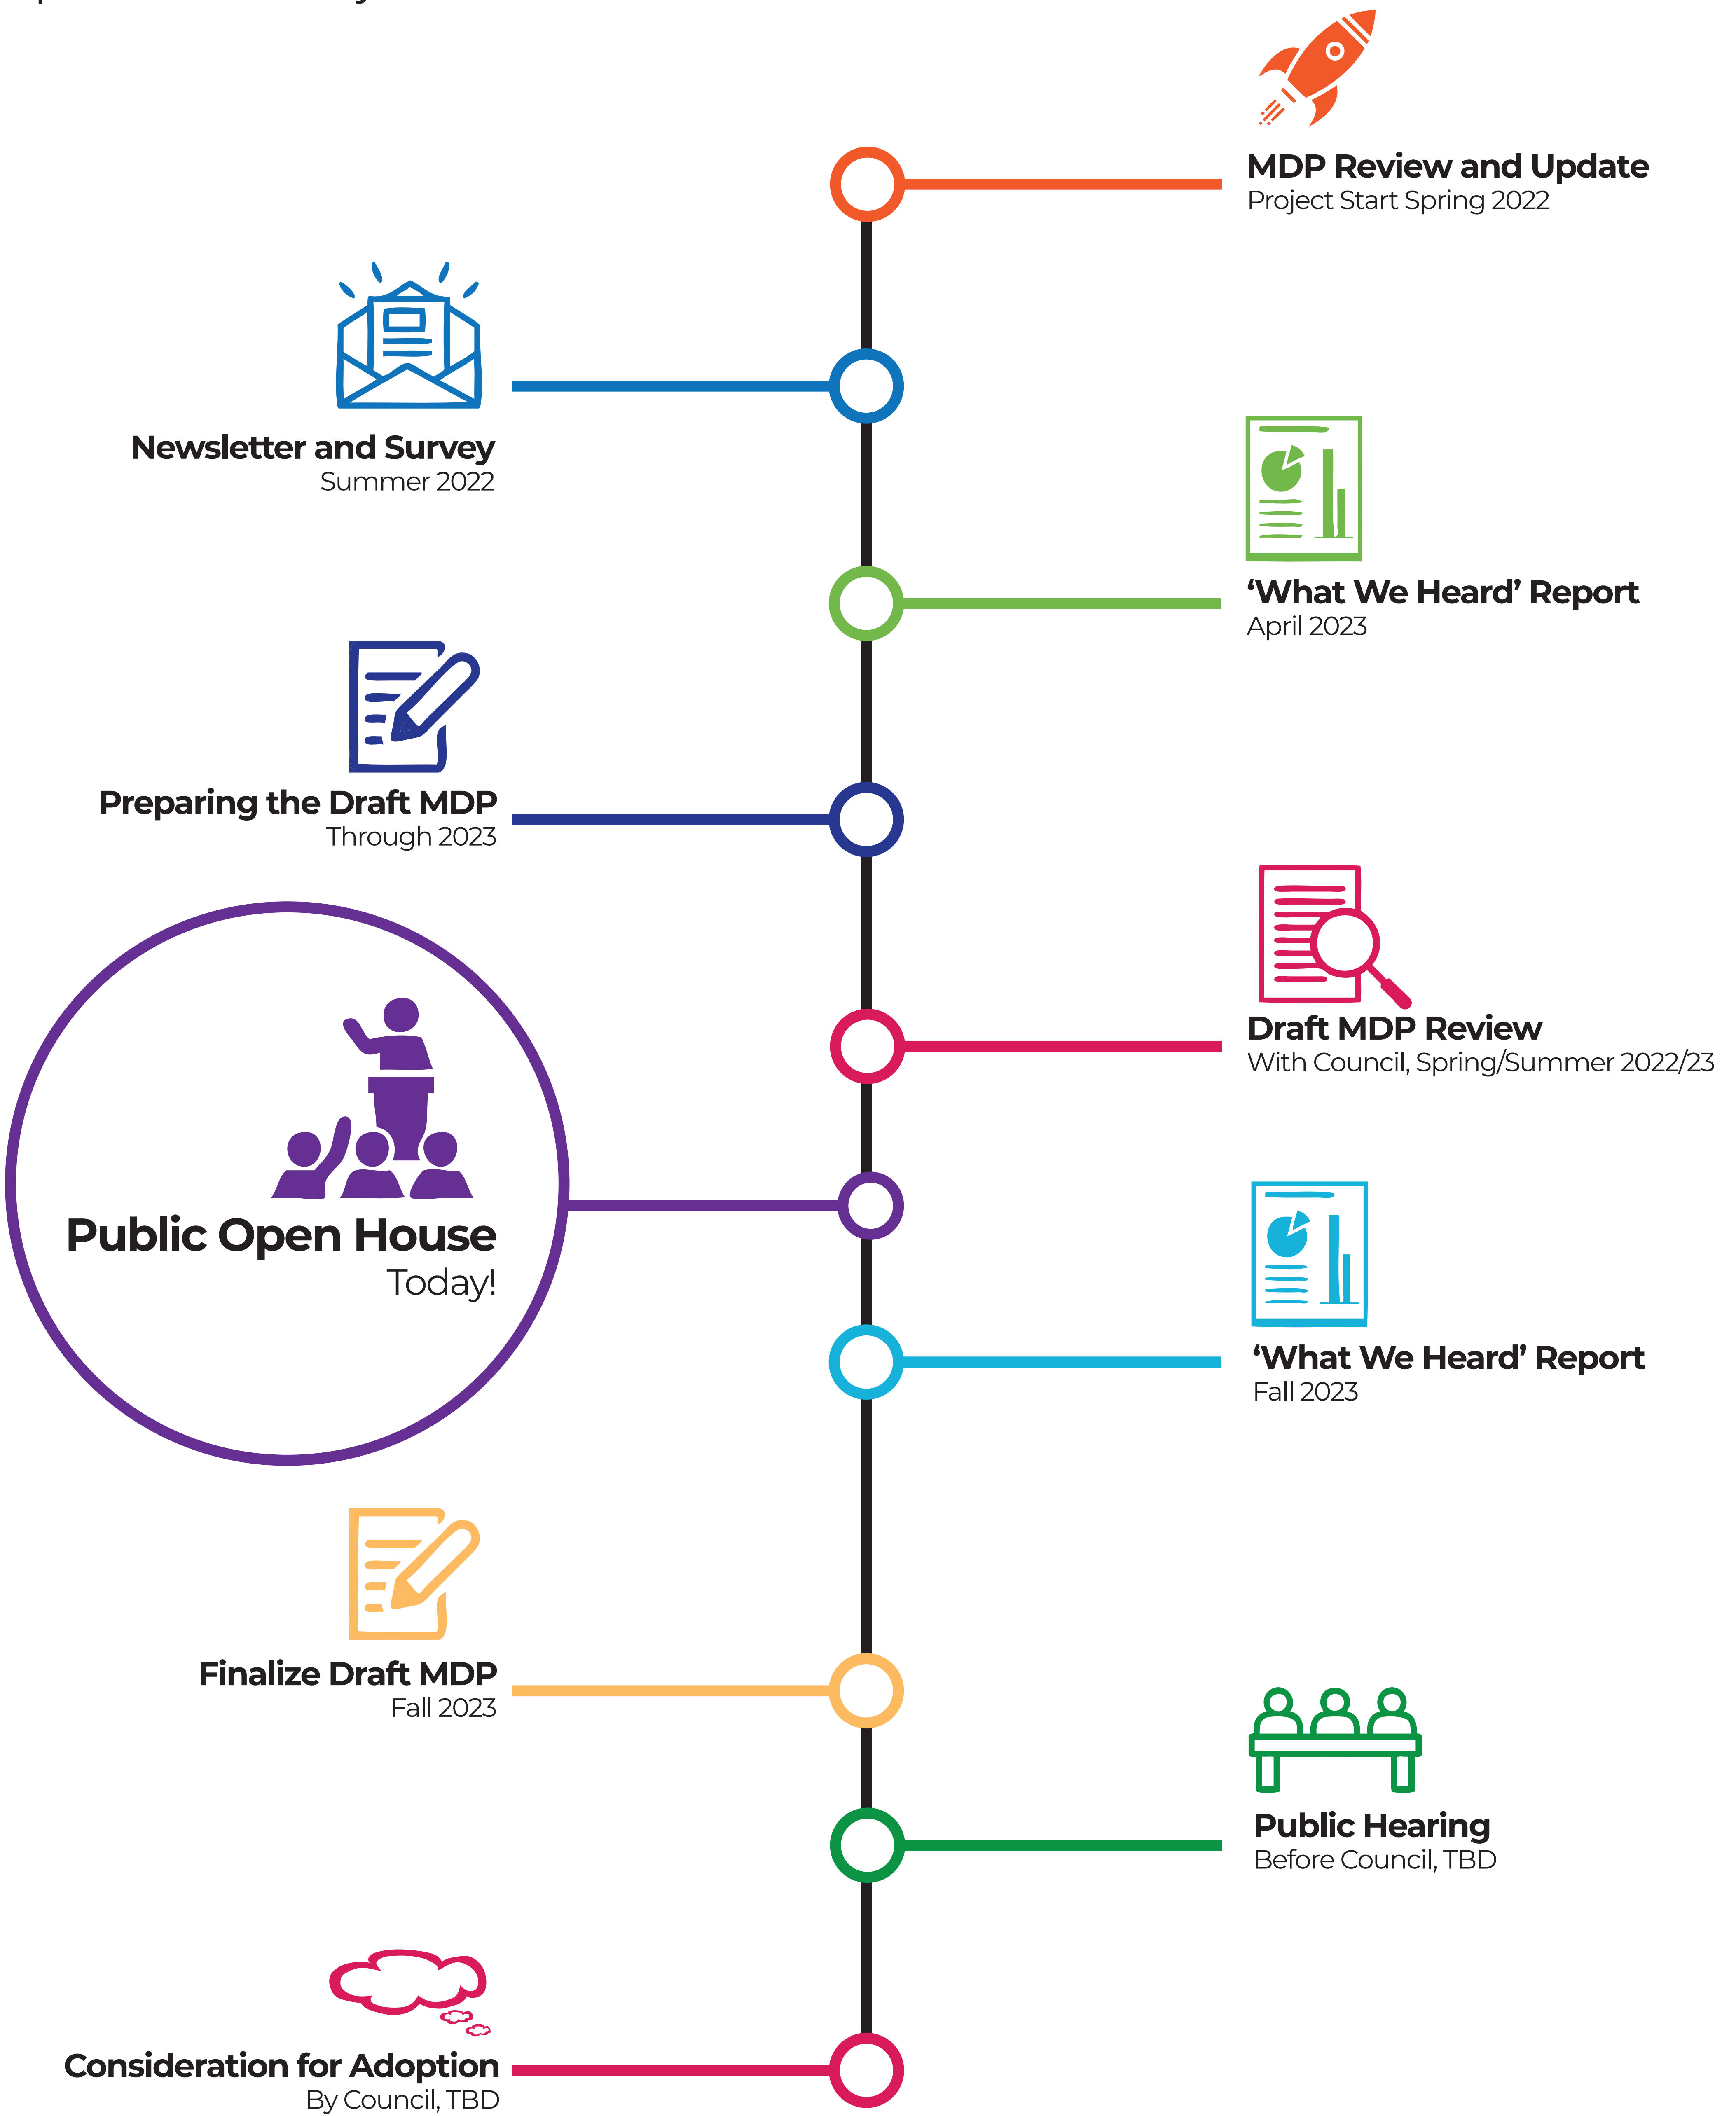 MDP Review and Update
Project Start Spring 2022
Newsletter and Survey
Summer 2022
‘What We Heard’ Report
April 2023
Preparing the Draft MDP
Through 2023
Draft MDP Review
With Council, Spring/Summer 2022/23
Public Open House
Today!
‘What We Heard’ Report
Fall 2023
Finalize Draft MDP
Fall 2023
Public Hearing
Before Council, TBD
Consideration for Adoption
By Council, TBD